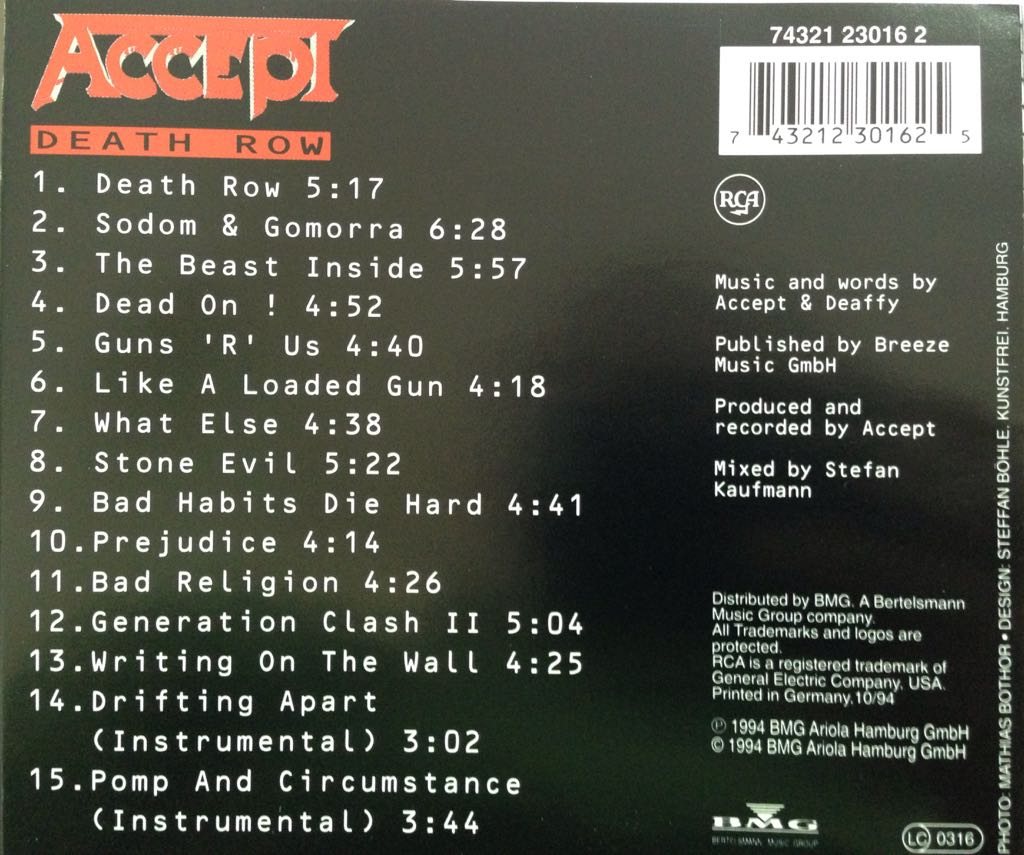 ACCEPT
DEATH ROW
1. Death Row 5:17
2. Sodom & Gomorra 6:28
3. The Beast Inside 5:57
4. Dead On ! 4:52
5. Guns 'R' Us 4:40
6. Like A Loaded Gun 4:18
7. What Else 4:38
8. Stone Evil 5:22
9. Bad Habits Die Hard 4:41
10.Prejudice 4:14
11.Bad Religion 4:26
12.Generation Clash II 5:04
13.Writing On The Wall 4:25
14.Drifting Apart
(Instrumental) 3:02
15.Pomp And Circumstance
(Instrumental) 3:44
74321 23016 2
7 43212 30162 5
RCA
Music and words by
Accept & Deaffy
Published by Breeze
Music GmbH
Produced and
recorded by Accept
Mixed by Stefan
Kaufmann
Distributed by BMG. A Bertelsmann
Music Group company.
All Trademarks and logos are
protected.
RCA is a registered trademark of
General Electric Company, USA.
Printed in Germany, 10/94
℗ 1994 BMG Ariola Hamburg GmbH
© 1994 BMG Ariola Hamburg GmbH
BMG
BERTELSMANN MUSIC GROUP
LC 0316
PHOTO: MATHIAS BOTHOR • DESIGN: STEFFAN BÖHLE, KUNSTFREI, HAMBURG